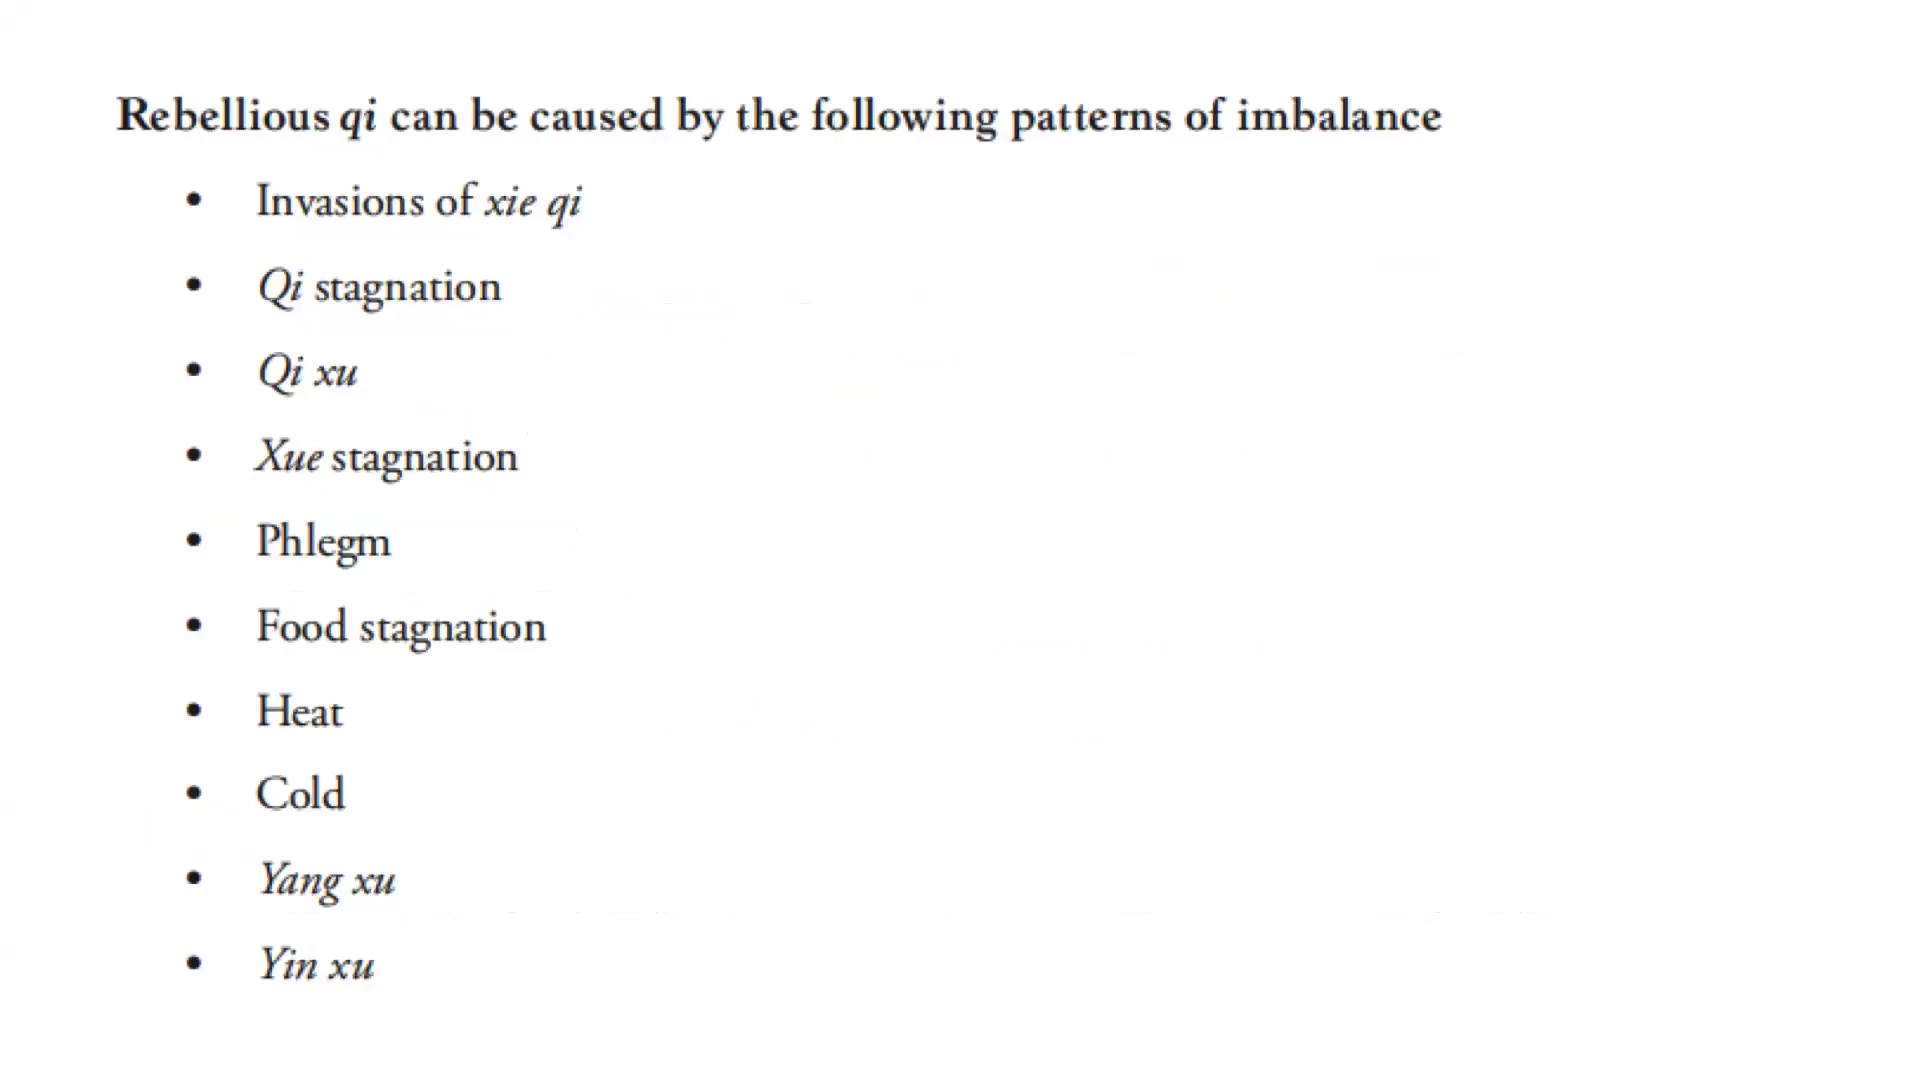 Rebellious qi can be caused by the following patterns of imbalance
• Invasions of xie qi
• Qi stagnation
• Qi xu
• Xue stagnation
• Phlegm
• Food stagnation
• Heat
• Cold
• Yang xu
• Yin xu